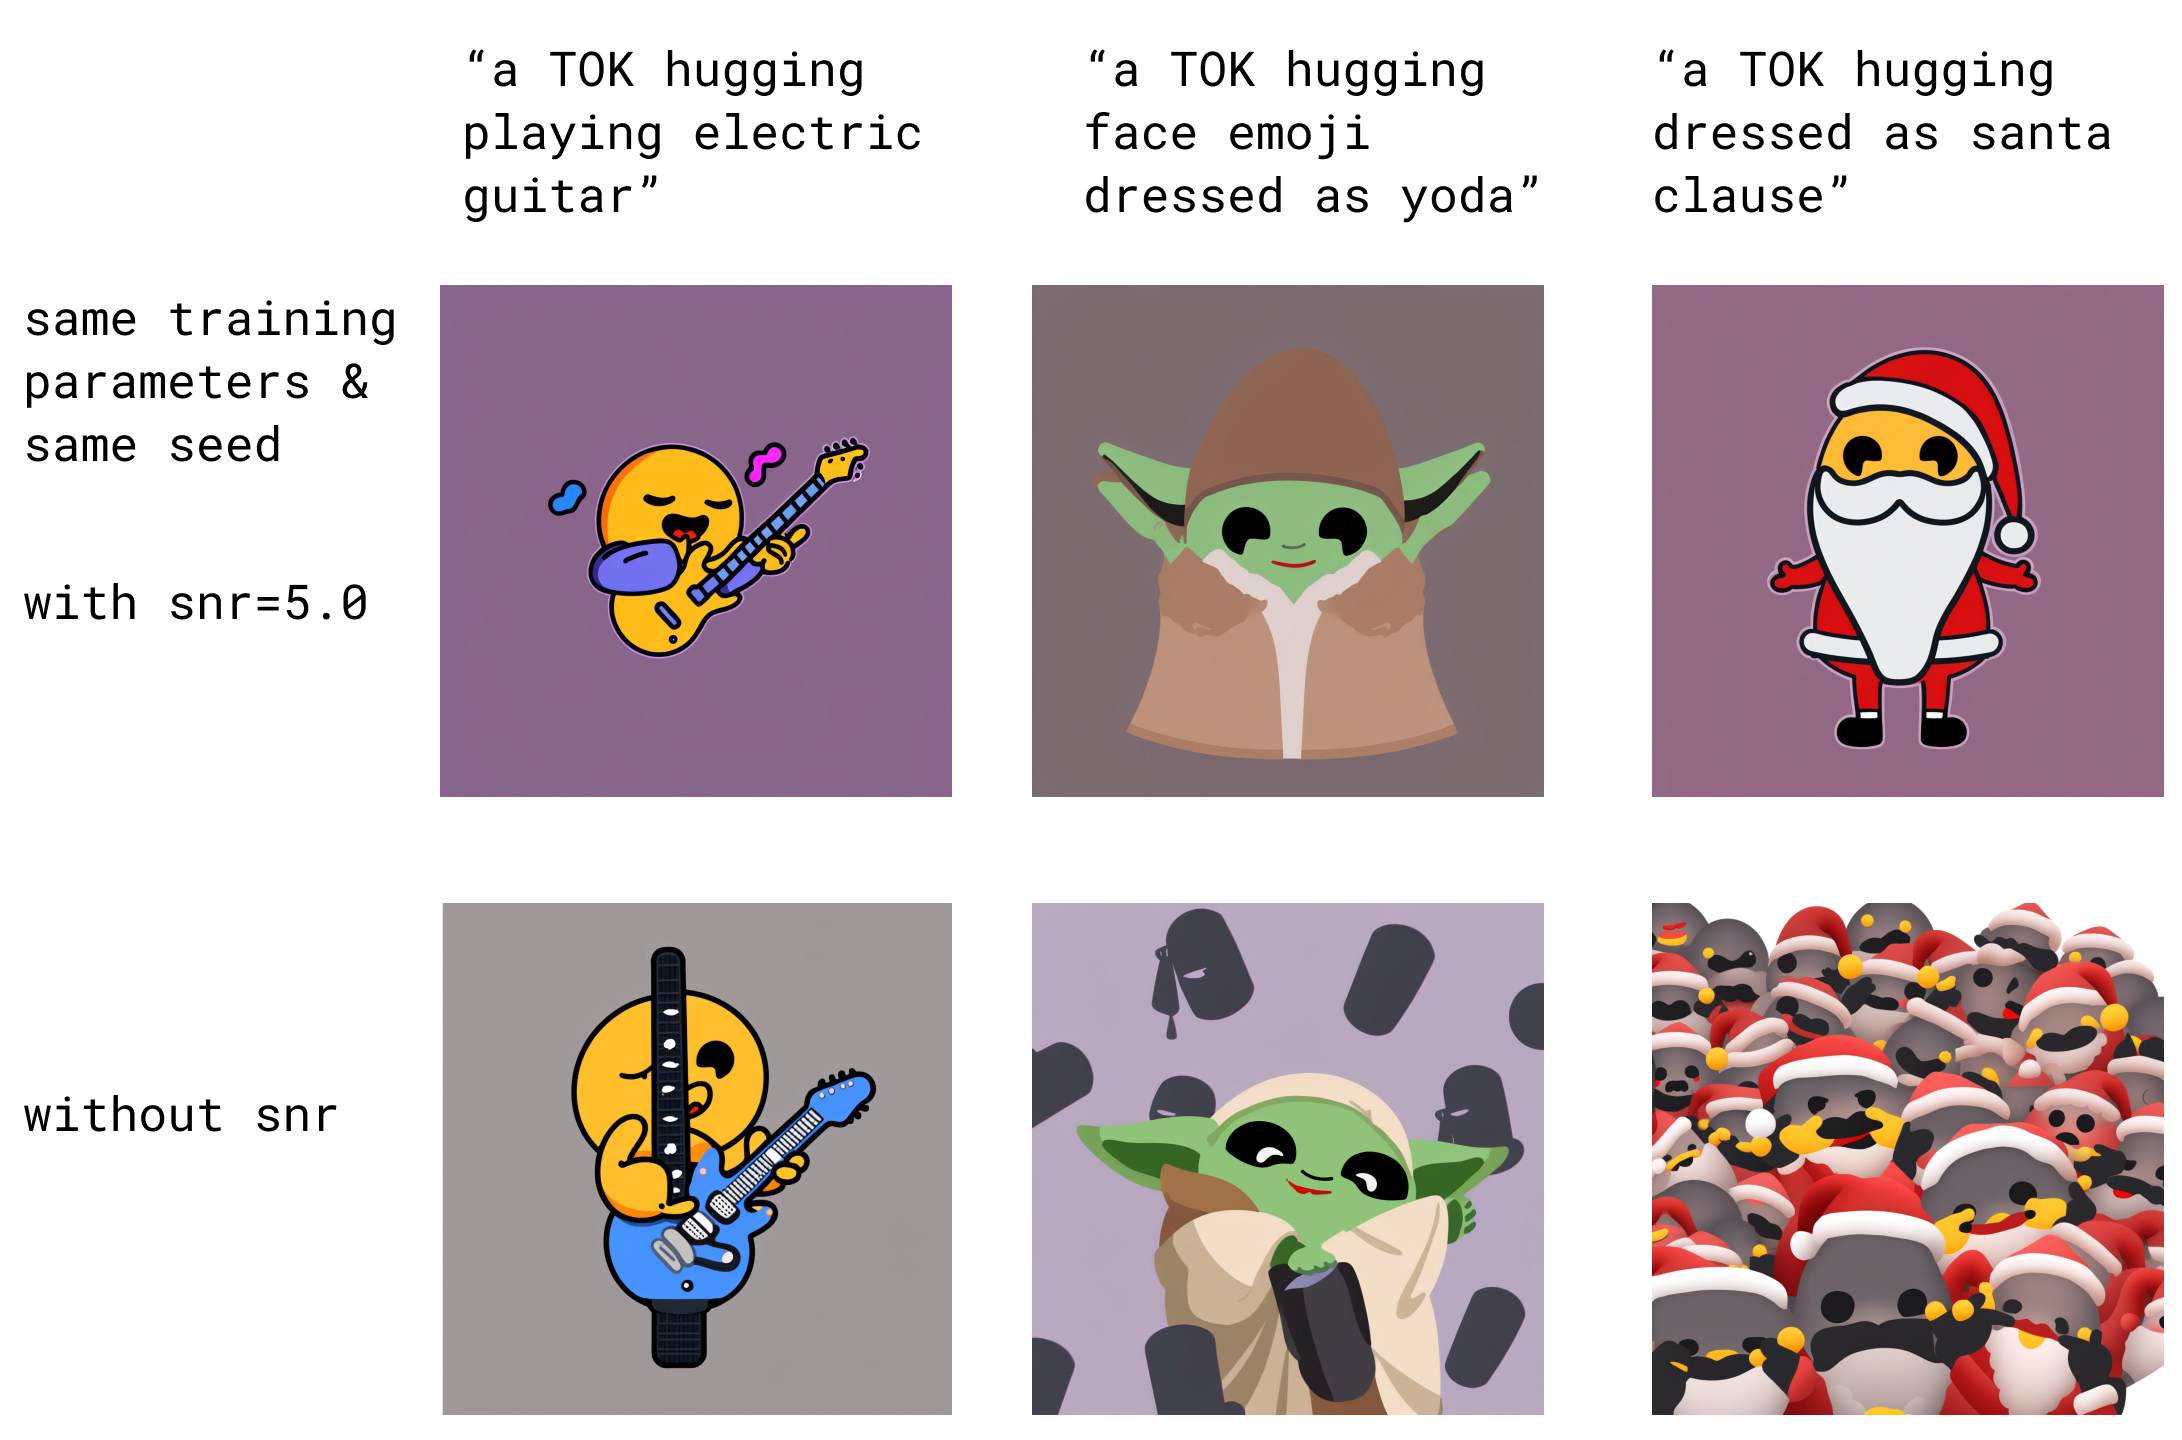 “a TOK hugging
playing electric
guitar”
“a TOK hugging
face emoji
dressed as yoda”
“a TOK hugging
dressed as santa
clause”
same training
parameters &
same seed
with snr=5.0
without snr